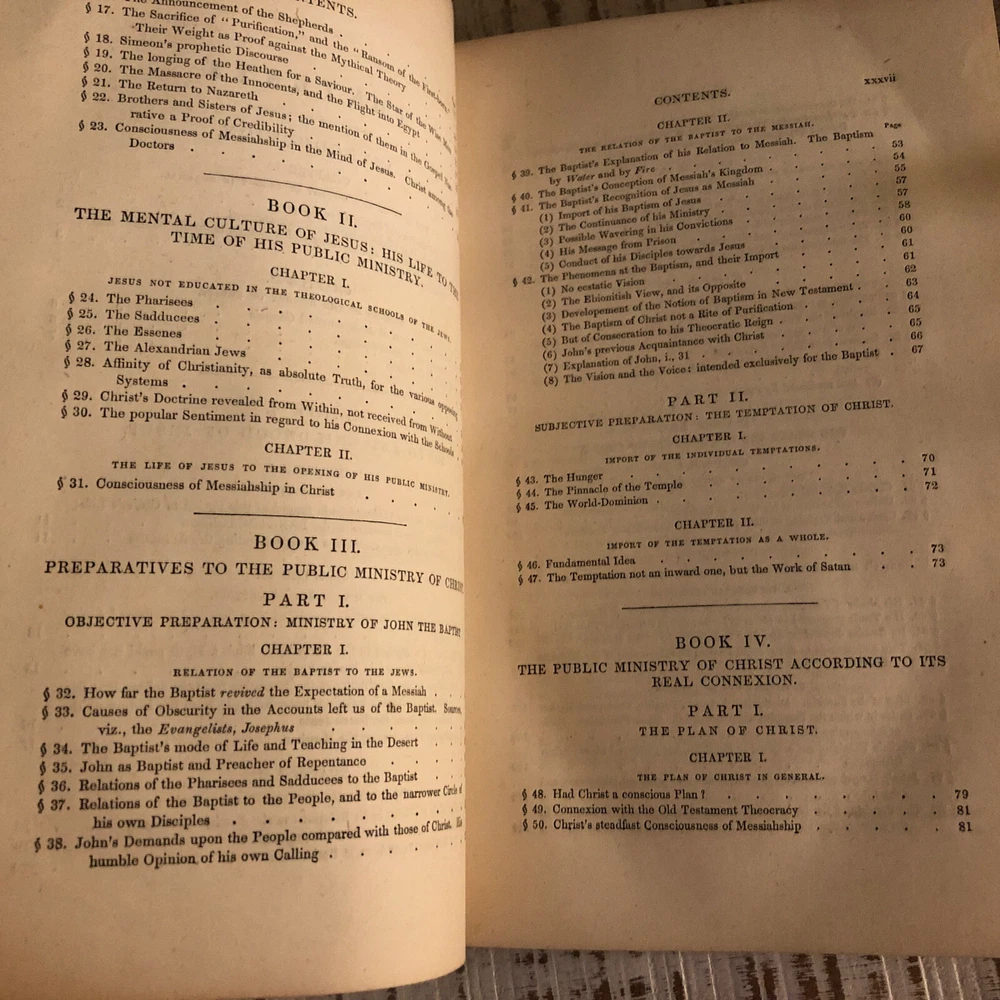 CONTENTS.
The Announcement of the Shepherds
§ 17. The Sacrifice of "Purification," and the "Ransom of the First-born,"
Their Weight as Proof against the Mythical Theory
§ 18. Simeon's prophetic Discourse
§ 19. The longing of the Heathen for a Saviour. The Star of the Wise Men
§ 20. The Massacre of the Innocents, and the Flight into Egypt
§ 21. The Return to Nazareth
§ 22. Brothers and Sisters of Jesus; the mention of them in the Gospel
rative a Proof of Credibility
§ 23. Consciousness of Messiahship in the Mind of Jesus. Christ among the
Doctors
BOOK II.
THE MENTAL CULTURE OF JESUS: HIS LIFE TO THE
TIME OF HIS PUBLIC MINISTRY.
CHAPTER I.
JESUS NOT EDUCATED IN THE THEOLOGICAL SCHOOLS OF THE JEWS.
§ 24. The Pharisees
§ 25. The Sadducees
§ 26. The Essenes
§ 27. The Alexandrian Jews
§ 28. Affinity of Christianity, as absolute Truth, for the various opposing
Systems
§ 29. Christ's Doctrine revealed from Within, not received from Without
§ 30. The popular Sentiment in regard to his Connexion with the Schools
CHAPTER II.
THE LIFE OF JESUS TO THE OPENING OF HIS PUBLIC MINISTRY.
§ 31. Consciousness of Messiahship in Christ
BOOK III.
PREPARATIVES TO THE PUBLIC MINISTRY OF CHRIST
PART I.
OBJECTIVE PREPARATION: MINISTRY OF JOHN THE BAPTIST
CHAPTER I.
RELATION OF THE BAPTIST TO THE JEWS.
§ 32. How far the Baptist revived the Expectation of a Messiah
§ 33. Causes of Obscurity in the Accounts left us of the Baptist. Sources,
viz., the Evangelists, Josephus
§ 34. The Baptist's mode of Life and Teaching in the Desert
§ 35. John as Baptist and Preacher of Repentance
§ 36. Relations of the Pharisees and Sadducees to the Baptist
§ 37. Relations of the Baptist to the People, and to the narrower Circle of
his own Disciples
§ 38. John's Demands upon the People compared with those of Christ. His
humble Opinion of his own Calling
CONTENTS. xxxvii
CHAPTER II.
THE RELATION OF THE BAPTIST TO THE MESSIAH.
Page
§ 39. The Baptist's Explanation of his Relation to Messiah. The Baptism
by Water and by Fire 53
§ 40. The Baptist's Conception of Messiah's Kingdom 54
§ 41. The Baptist's Recognition of Jesus as Messiah 55
(1) Import of his Baptism of Jesus 57
(2) The Continuance of his Ministry 57
(3) Possible Wavering in his Convictions 58
(4) His Message from Prison 60
(5) Conduct of his Disciples towards Jesus 60
§ 42. The Phenomena at the Baptism, and their Import 61
(1) No ecstatic Vision 61
(2) The Ebionitish View, and its Opposite 62
(3) Developement of the Notion of Baptism in New Testament 63
(4) The Baptism of Christ not a Rite of Purification 64
(5) But of Consecration to his Theocratic Reign 65
(6) John's previous Acquaintance with Christ 65
(7) Explanation of John, i., 31 66
(8) The Vision and the Voice: intended exclusively for the Baptist 67
PART II.
SUBJECTIVE PREPARATION: THE TEMPTATION OF CHRIST.
CHAPTER I.
IMPORT OF THE INDIVIDUAL TEMPTATIONS.
§ 43. The Hunger 70
§ 44. The Pinnacle of the Temple 71
§ 45. The World-Dominion 72
CHAPTER II.
IMPORT OF THE TEMPTATION AS A WHOLE.
§ 46. Fundamental Idea 73
§ 47. The Temptation not an inward one, but the Work of Satan 73
BOOK IV.
THE PUBLIC MINISTRY OF CHRIST ACCORDING TO ITS
REAL CONNEXION.
PART I.
THE PLAN OF CHRIST.
CHAPTER I.
THE PLAN OF CHRIST IN GENERAL.
§ 48. Had Christ a conscious Plan? 79
§ 49. Connexion with the Old Testament Theocracy 81
§ 50. Christ's steadfast Consciousness of Messiahship 81